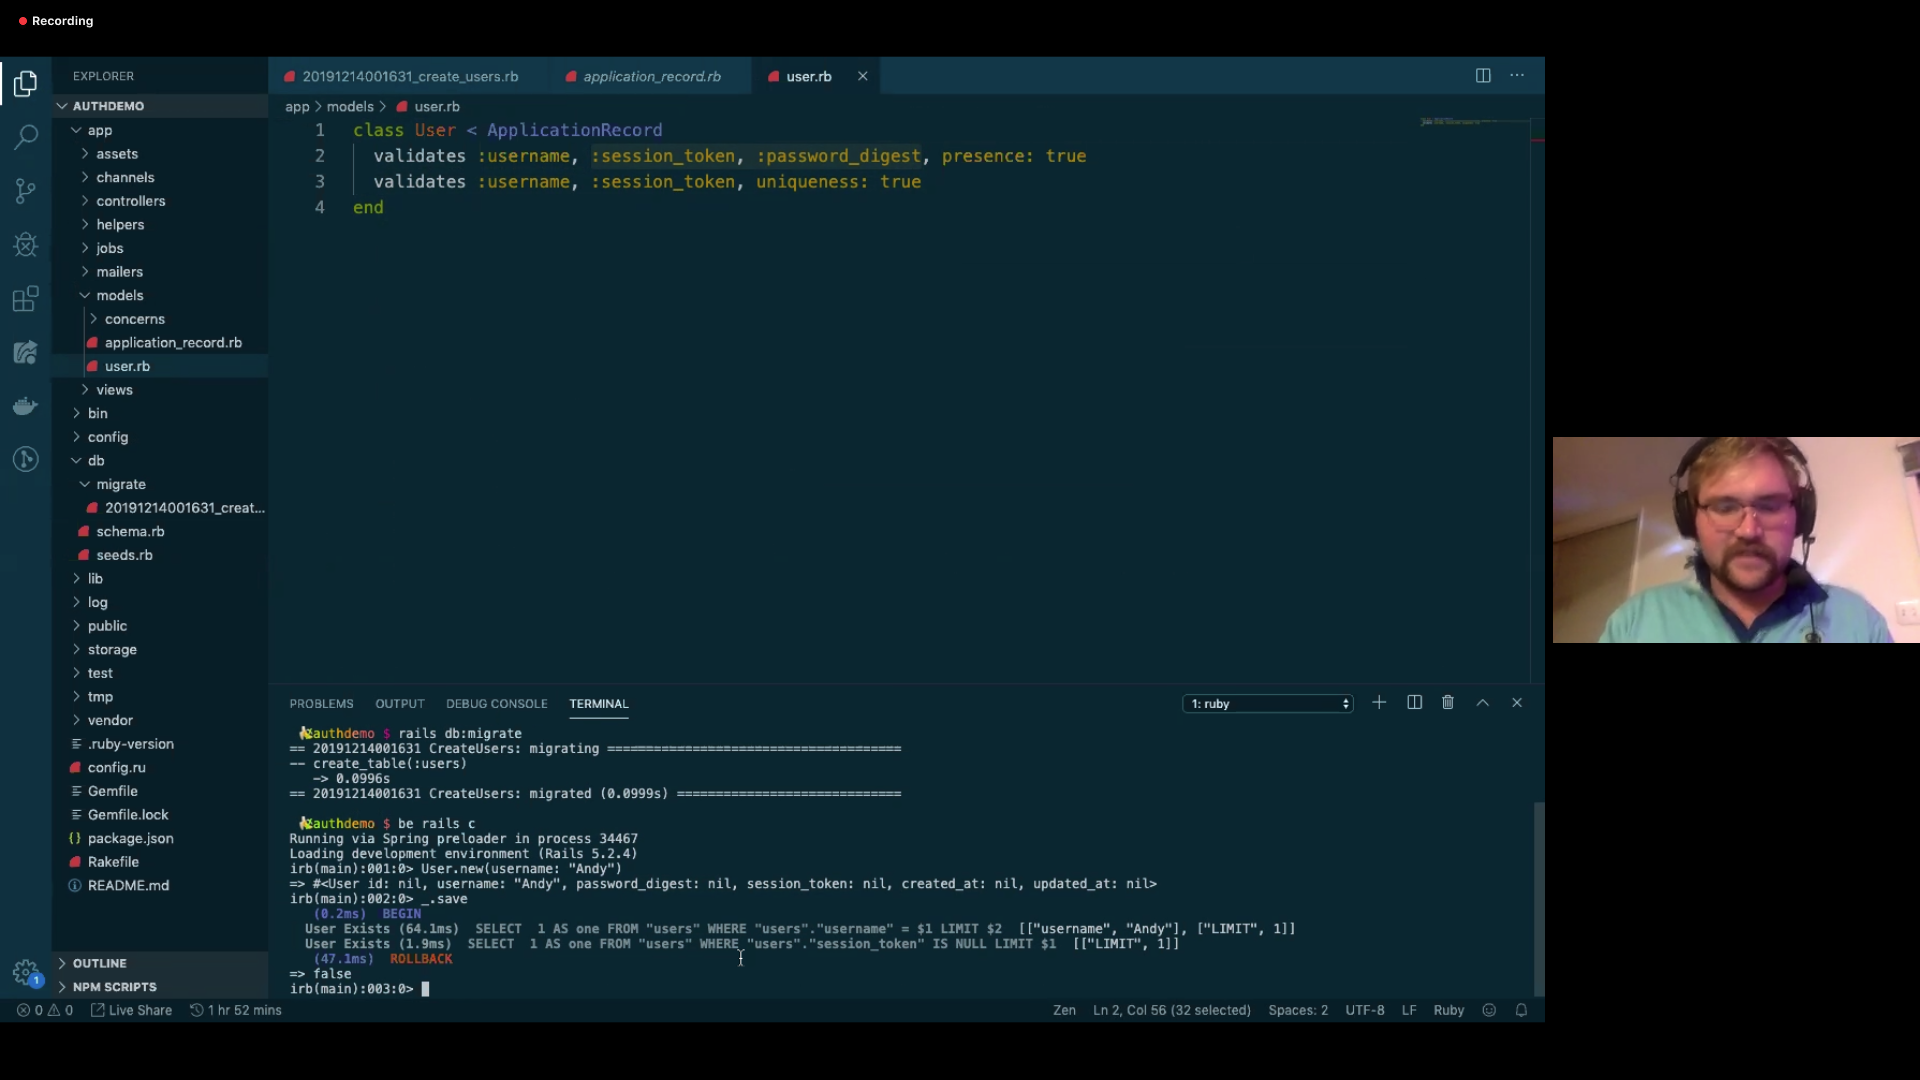 Recording
EXPLORER
AUTHDEMO
app
assets
channels
controllers
helpers
jobs
mailers
models
concerns
application_record.rb
user.rb
views
bin
config
db
migrate
20191214001631_creat...
schema.rb
seeds.rb
lib
log
public
storage
test
tmp
vendor
.ruby-version
config.ru
Gemfile
Gemfile.lock
package.json
Rakefile
README.md
OUTLINE
NPM SCRIPTS
20191214001631_create_users.rb application_record.rb user.rb
app > models > user.rb
1 class User < ApplicationRecord
2 validates :username, :session_token, :password_digest, presence: true
3 validates :username, :session_token, uniqueness: true
4 end
PROBLEMS OUTPUT DEBUG CONSOLE TERMINAL 1: ruby
authdemo $ rails db:migrate
== 20191214001631 CreateUsers: migrating =====================================
-- create_table(:users)
-> 0.0996s
== 20191214001631 CreateUsers: migrated (0.0999s) ============================
authdemo $ be rails c
Running via Spring preloader in process 34467
Loading development environment (Rails 5.2.4)
irb(main):001:0> User.new(username: "Andy")
=> #<User id: nil, username: "Andy", password_digest: nil, session_token: nil, created_at: nil, updated_at: nil>
irb(main):002:0> _.save
(0.2ms) BEGIN
User Exists (64.1ms) SELECT 1 AS one FROM "users" WHERE "users"."username" = $1 LIMIT $2 [["username", "Andy"], ["LIMIT", 1]]
User Exists (1.9ms) SELECT 1 AS one FROM "users" WHERE "users"."session_token" IS NULL LIMIT $1 [["LIMIT", 1]]
(47.1ms) ROLLBACK
=> false
irb(main):003:0>
1
0 0 Live Share 1 hr 52 mins Zen Ln 2, Col 56 (32 selected) Spaces: 2 UTF-8 LF Ruby